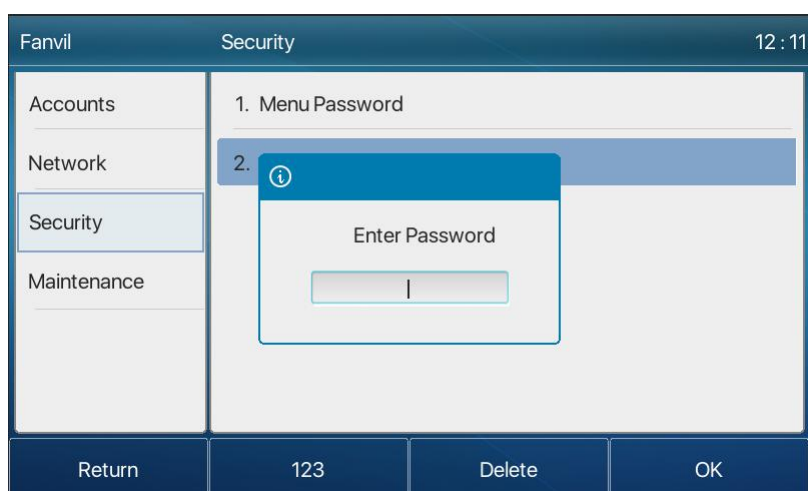 Fanvil Security 12:11
Accounts
Network
Security
Maintenance
1. Menu Password
2.
Enter Password
Return 123 Delete OK